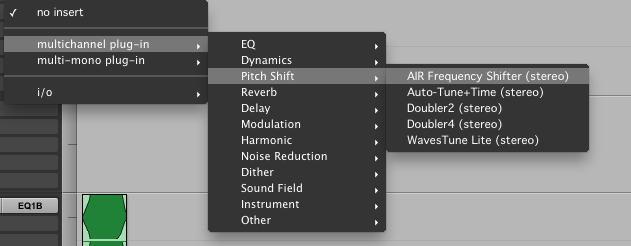 ✓ no insert
multichannel plug-in
multi-mono plug-in
i/o
EQ
Dynamics
Pitch Shift
Reverb
Delay
Modulation
Harmonic
Noise Reduction
Dither
Sound Field
Instrument
Other
AIR Frequency Shifter (stereo)
Auto-Tune+Time (stereo)
Doubler2 (stereo)
Doubler4 (stereo)
WavesTune Lite (stereo)
EQ1B